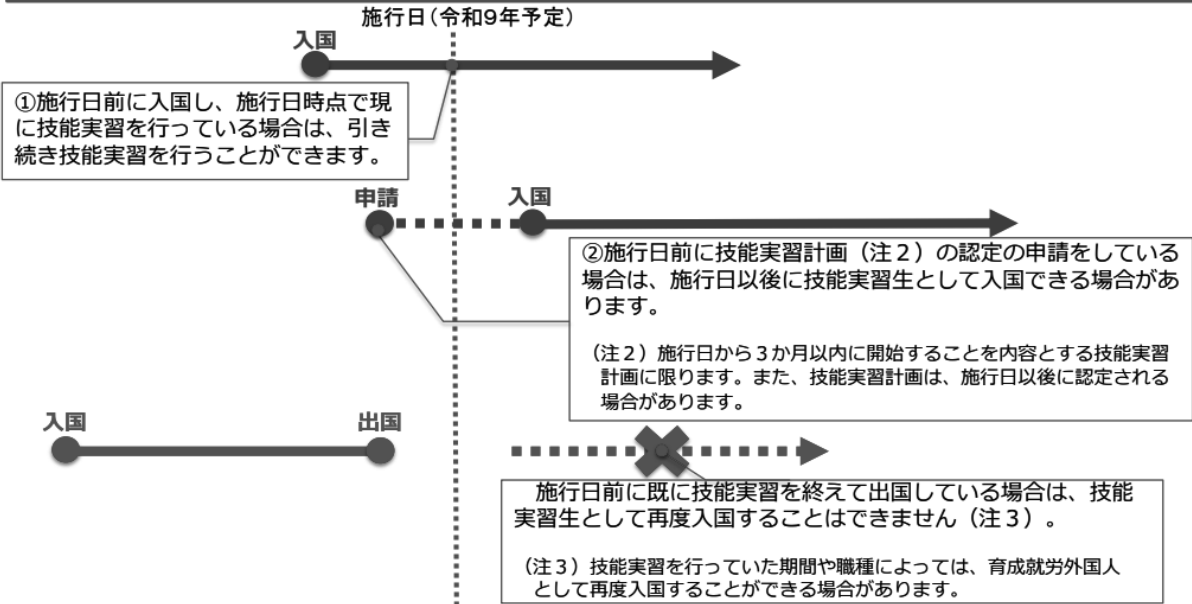 施行日（令和9年予定）
入国
①施行日前に入国し、施行日時点で現
に技能実習を行っている場合は、引き
続き技能実習を行うことができます。
申請
入国
②施行日前に技能実習計画（注２）の認定の申請をしている
場合は、施行日以後に技能実習生として入国できる場合があ
ります。
（注２）施行日から３か月以内に開始することを内容とする技能実習
計画に限ります。また、技能実習計画は、施行日以後に認定される
場合があります。
入国
出国
施行日前に既に技能実習を終えて出国している場合は、技能
実習生として再度入国することはできません（注３）。
（注３）技能実習を行っていた期間や職種によっては、育成就労外国人
として再度入国することができる場合があります。